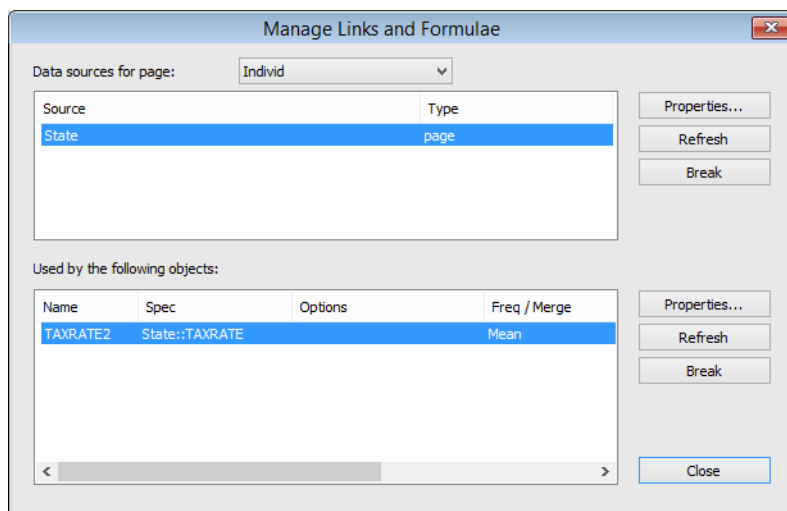 Manage Links and Formulae
Data sources for page: Individ
Source Type
State page
Properties...
Refresh
Break
Used by the following objects:
Name Spec Options Freq / Merge
TAXRATE2 State::TAXRATE Mean
Properties...
Refresh
Break
Close